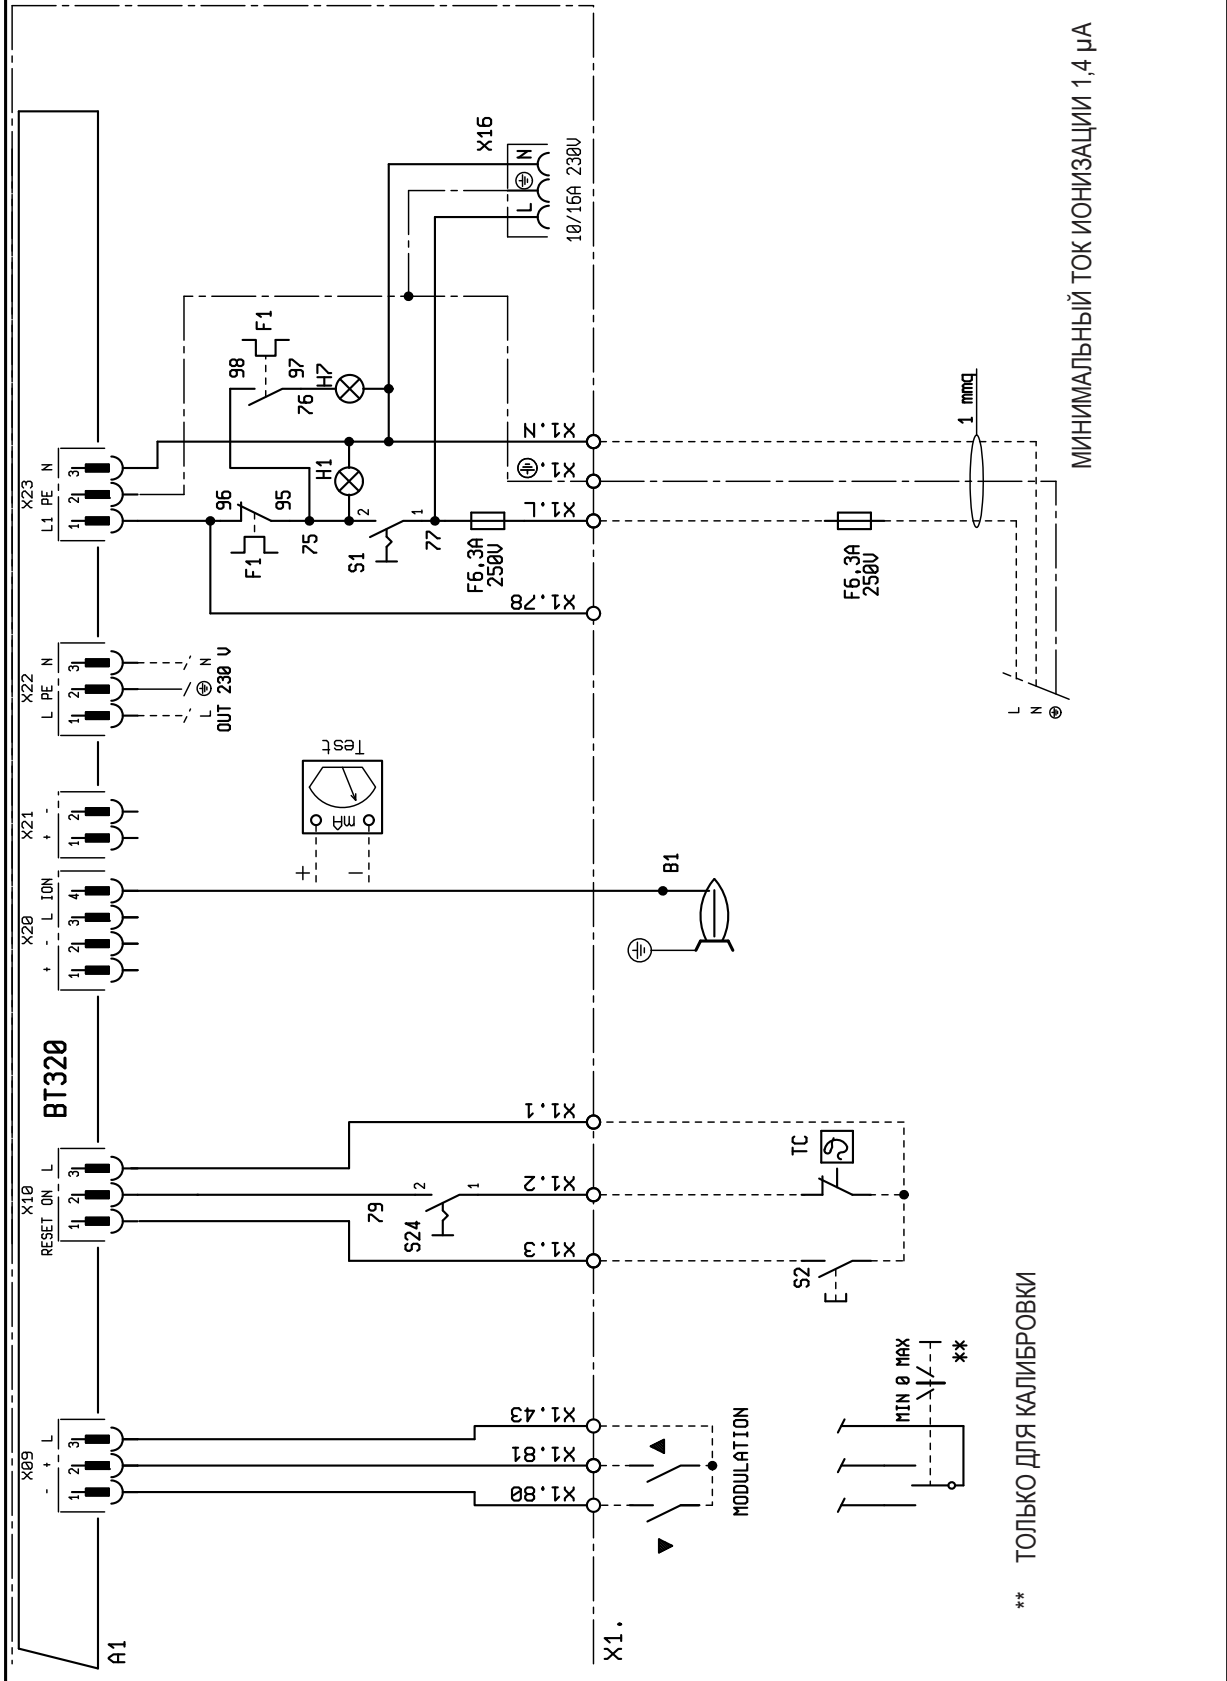 A1
BT320
X09
- + L
1 2 3
X10
RESET ON L
1 2 3
X20
+ - L ION
1 2 3 4
X21
+ -
1 2
X22
L PE N
1 2 3
L N
OUT 230 V
X23
L1 PE N
1 2 3
Test
mA
+ -
F1
96 95
75
F1
98 97
76
H7
H1
S1
2 1
77
F6,3A
250V
X16
L N
10/16A 230V
79
S24
2 1
X1.
X1.80
X1.81
X1.43
X1.3
X1.2
X1.1
X1.78
X1.L
X1.
X1.N
B1
MODULATION
S2
TC
MIN 0 MAX
**
F6,3A
250V
1 mmq
L
N
** ТОЛЬКО ДЛЯ КАЛИБРОВКИ
МИНИМАЛЬНЫЙ ТОК ИОНИЗАЦИИ 1,4 µA